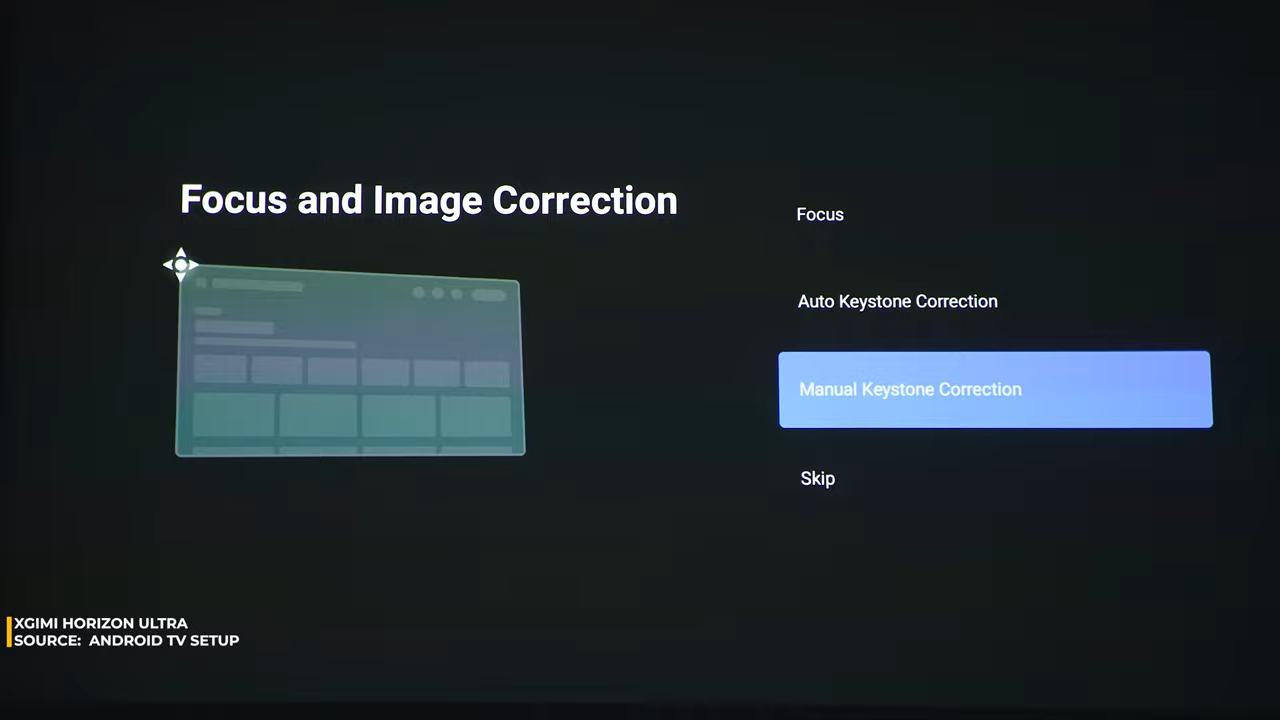 Focus and Image Correction
Focus
Auto Keystone Correction
Manual Keystone Correction
Skip
XGIMI HORIZON ULTRA
SOURCE: ANDROID TV SETUP